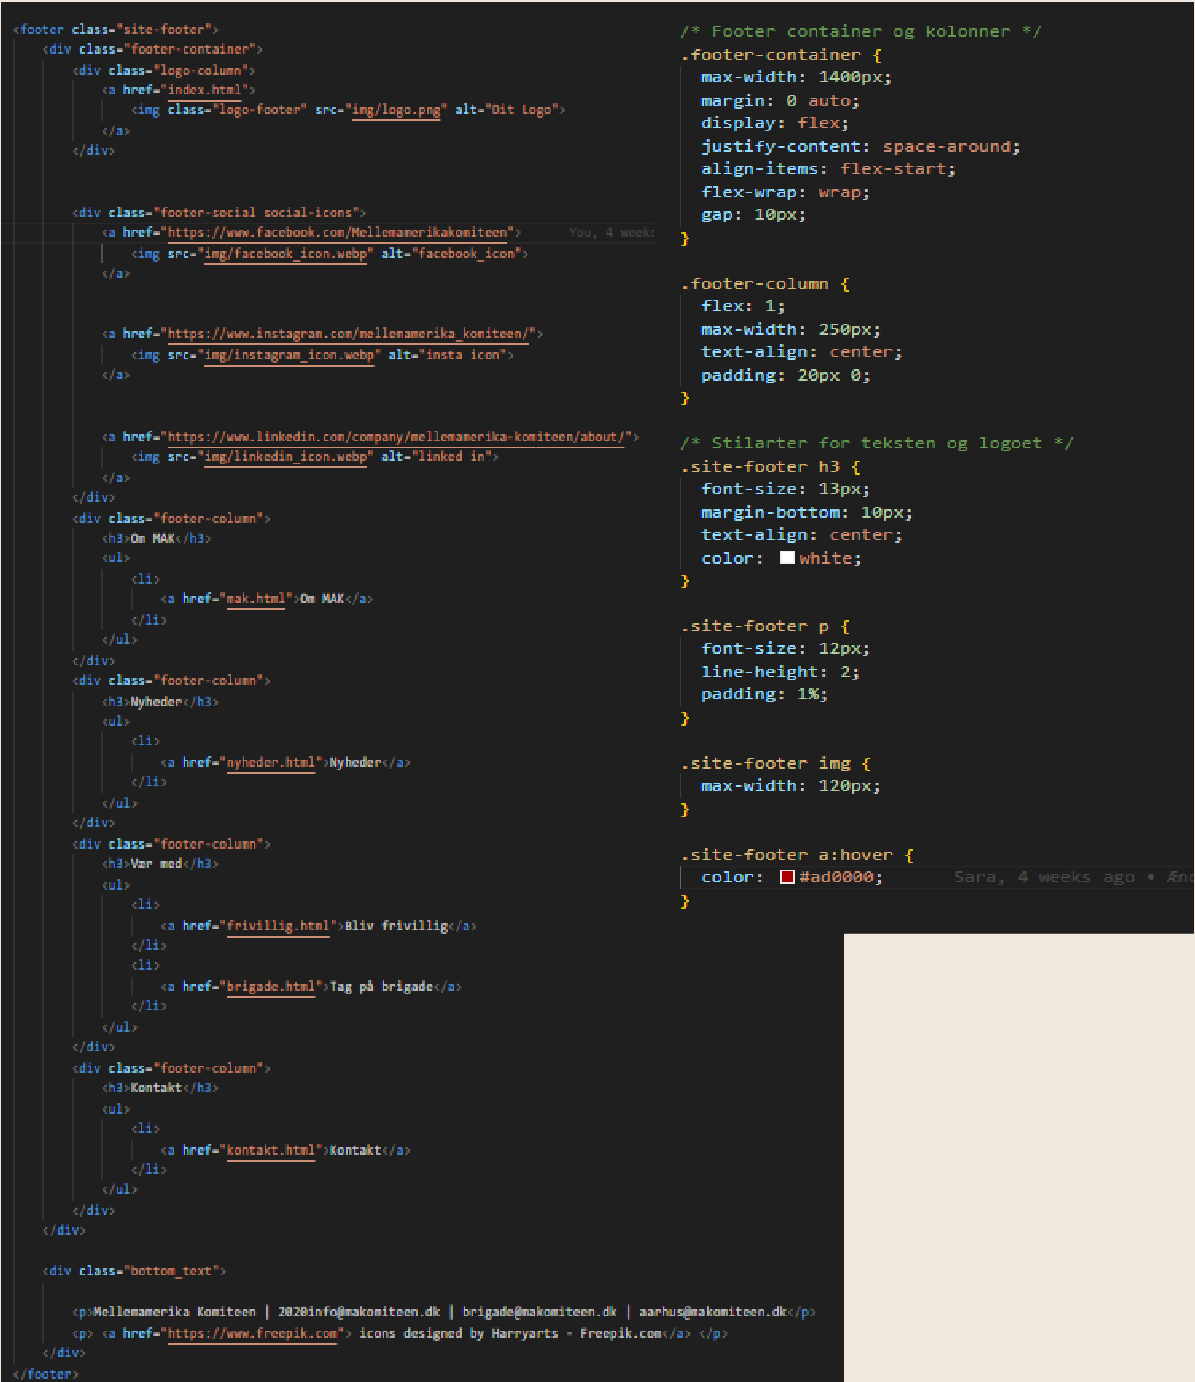 <footer class="site-footer">
<div class="footer-container">
<div class="logo-column">
<a href="index.html">
<img class="logo-footer" src="img/logo.png" alt="Dit Logo">
</a>
</div>
<div class="footer-social social-icons">
<a href="https://www.facebook.com/Mellemamerikakomiteen"> You, 4 weeks
<img src="img/facebook_icon.webp" alt="facebook_icon">
</a>
<a href="https://www.instagram.com/mellemamerika_komiteen/">
<img src="img/instagram_icon.webp" alt="insta icon">
</a>
<a href="https://www.linkedin.com/company/mellemamerika-komiteen/about/">
<img src="img/linkedin_icon.webp" alt="linked in">
</a>
</div>
<div class="footer-column">
<h3>Om MAK</h3>
<ul>
<li>
<a href="mak.html">Om MAK</a>
</li>
</ul>
</div>
<div class="footer-column">
<h3>Nyheder</h3>
<ul>
<li>
<a href="nyheder.html">Nyheder</a>
</li>
</ul>
</div>
<div class="footer-column">
<h3>Vær med</h3>
<ul>
<li>
<a href="frivillig.html">Bliv frivillig</a>
</li>
<li>
<a href="brigade.html">Tag på brigade</a>
</li>
</ul>
</div>
<div class="footer-column">
<h3>Kontakt</h3>
<ul>
<li>
<a href="kontakt.html">Kontakt</a>
</li>
</ul>
</div>
</div>
<div class="bottom_text">
<p>Mellemamerika Komiteen | 2020info@makomiteen.dk | brigade@makomiteen.dk | aarhus@makomiteen.dk</p>
<p> <a href="https://www.freepik.com"> icons designed by Harryarts - Freepik.com</a> </p>
</div>
</footer>
/* Footer container og kolonner */
.footer-container {
max-width: 1400px;
margin: 0 auto;
display: flex;
justify-content: space-around;
align-items: flex-start;
flex-wrap: wrap;
gap: 10px;
}
.footer-column {
flex: 1;
max-width: 250px;
text-align: center;
padding: 20px 0;
}
/* Stilarter for teksten og logoet */
.site-footer h3 {
font-size: 13px;
margin-bottom: 10px;
text-align: center;
color: white;
}
.site-footer p {
font-size: 12px;
line-height: 2;
padding: 1%;
}
.site-footer img {
max-width: 120px;
}
.site-footer a:hover {
color: #ad0000; Sara, 4 weeks ago •
}